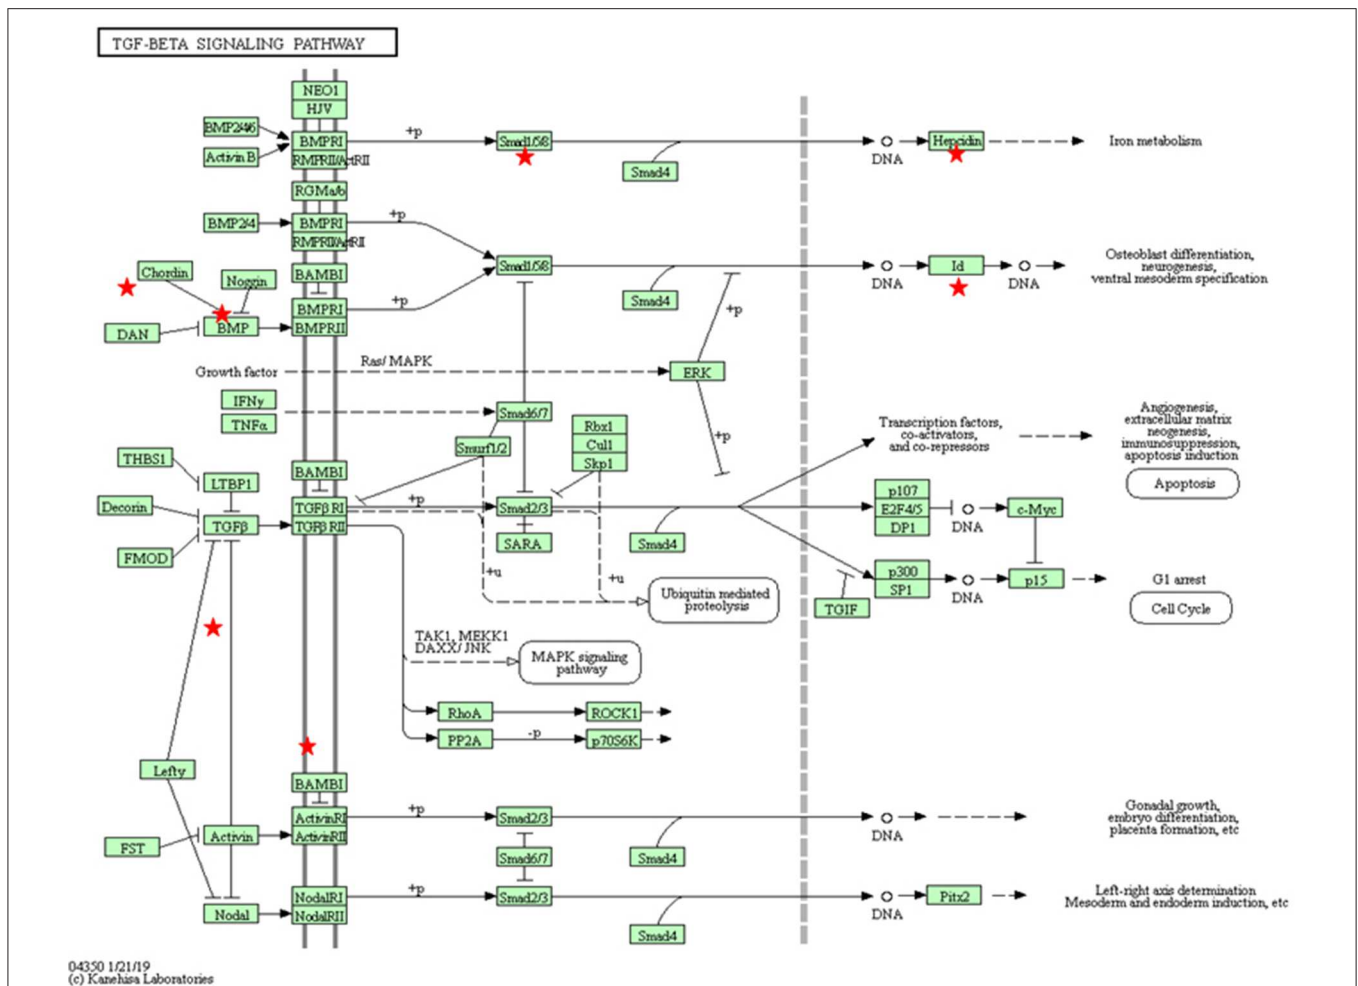 TGF-BETA SIGNALING PATHWAY
NEO1
HJV
BMP2/4/6
Activin B
BMPRI
RMPRII/ActRII
+p
Smad1/5/8
Smad4
DNA
Hepcidin
Iron metabolism
RGMa/b
BMP2/4
BMPRI
RMPRII/ActRII
+p
Smad1/5/8
Smad4
DNA
Id
DNA
Osteoblast differentiation,
neurogenesis,
ventral mesoderm specification
Chordin
Noggin
DAN
BMP
BAMBI
BMPRI
BMPRII
+p
+p
Growth factor
Ras/ MAPK
ERK
IFNγ
TNFα
Smad6/7
Smurf1/2
Rbx1
Cul1
Skp1
+p
Transcription factors,
co-activators,
and co-repressors
Angiogenesis,
extracellular matrix
neogenesis,
immunosuppression,
apoptosis induction
Apoptosis
THBS1
LTBP1
Decorin
TGFβ
FMOD
BAMBI
TGFβ RI
TGFβ RII
+p
Smad2/3
SARA
Smad4
p107
E2F4/5
DP1
DNA
c-Myc
p300
SP1
DNA
p15
TGIF
G1 arrest
Cell Cycle
+u
+u
Ubiquitin mediated
proteolysis
TAK1, MEKK1
DAXX/ JNK
MAPK signaling
pathway
RhoA
ROCK1
PP2A
-p
p70S6K
Lefty
FST
Activin
BAMBI
ActivinRI
ActivinRII
+p
Smad2/3
Smad4
DNA
Gonadal growth,
embryo differentiation,
placenta formation, etc
Smad6/7
Nodal
NodalRI
NodalRII
+p
Smad2/3
Smad4
DNA
Pitx2
Left-right axis determination
Mesoderm and endoderm induction, etc
04350 1/21/19
(c) Kanehisa Laboratories